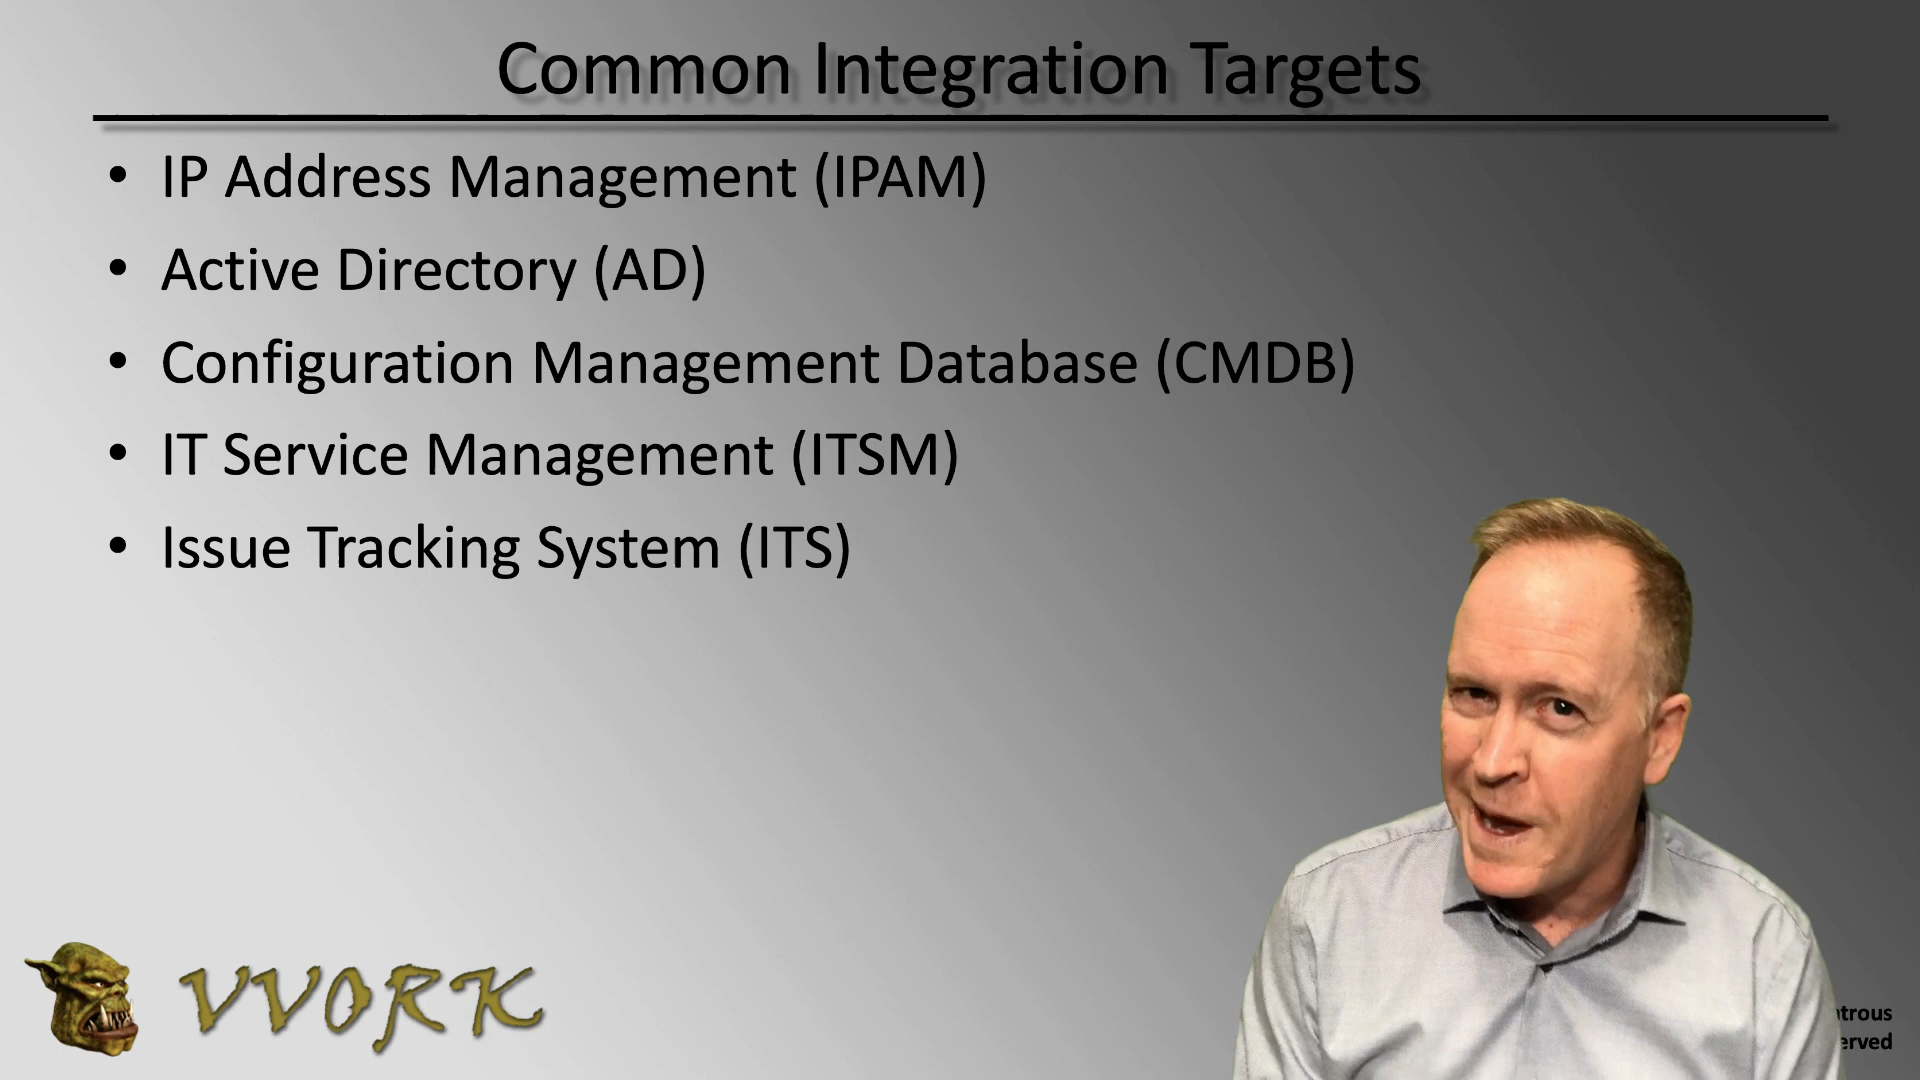 Common Integration Targets
• IP Address Management (IPAM)
• Active Directory (AD)
• Configuration Management Database (CMDB)
• IT Service Management (ITSM)
• Issue Tracking System (ITS)
VVORK